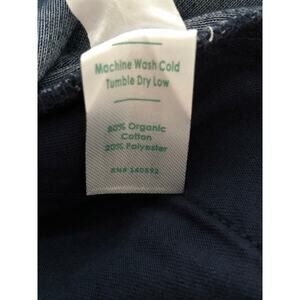 Machine Wash Cold
Tumble Dry Low
80% Organic
Cotton
20% Polyester
RN# 140592